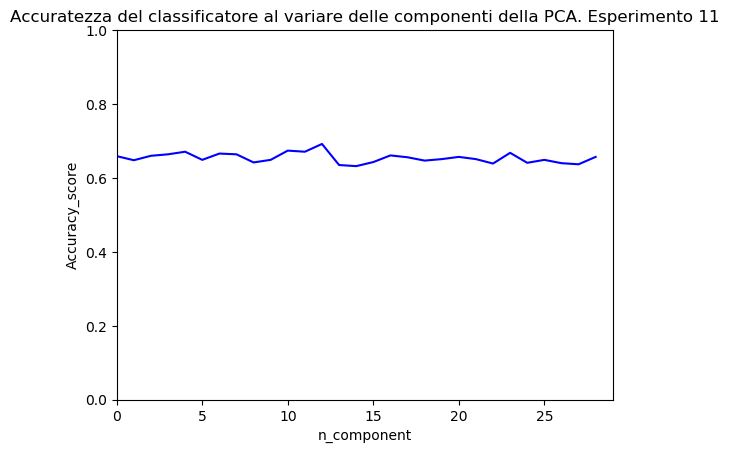 Accuratezza del classificatore al variare delle componenti della PCA. Esperimento 11
1.0
0.8
0.6
0.4
0.2
0.0
Accuracy_score
0 5 10 15 20 25
n_component